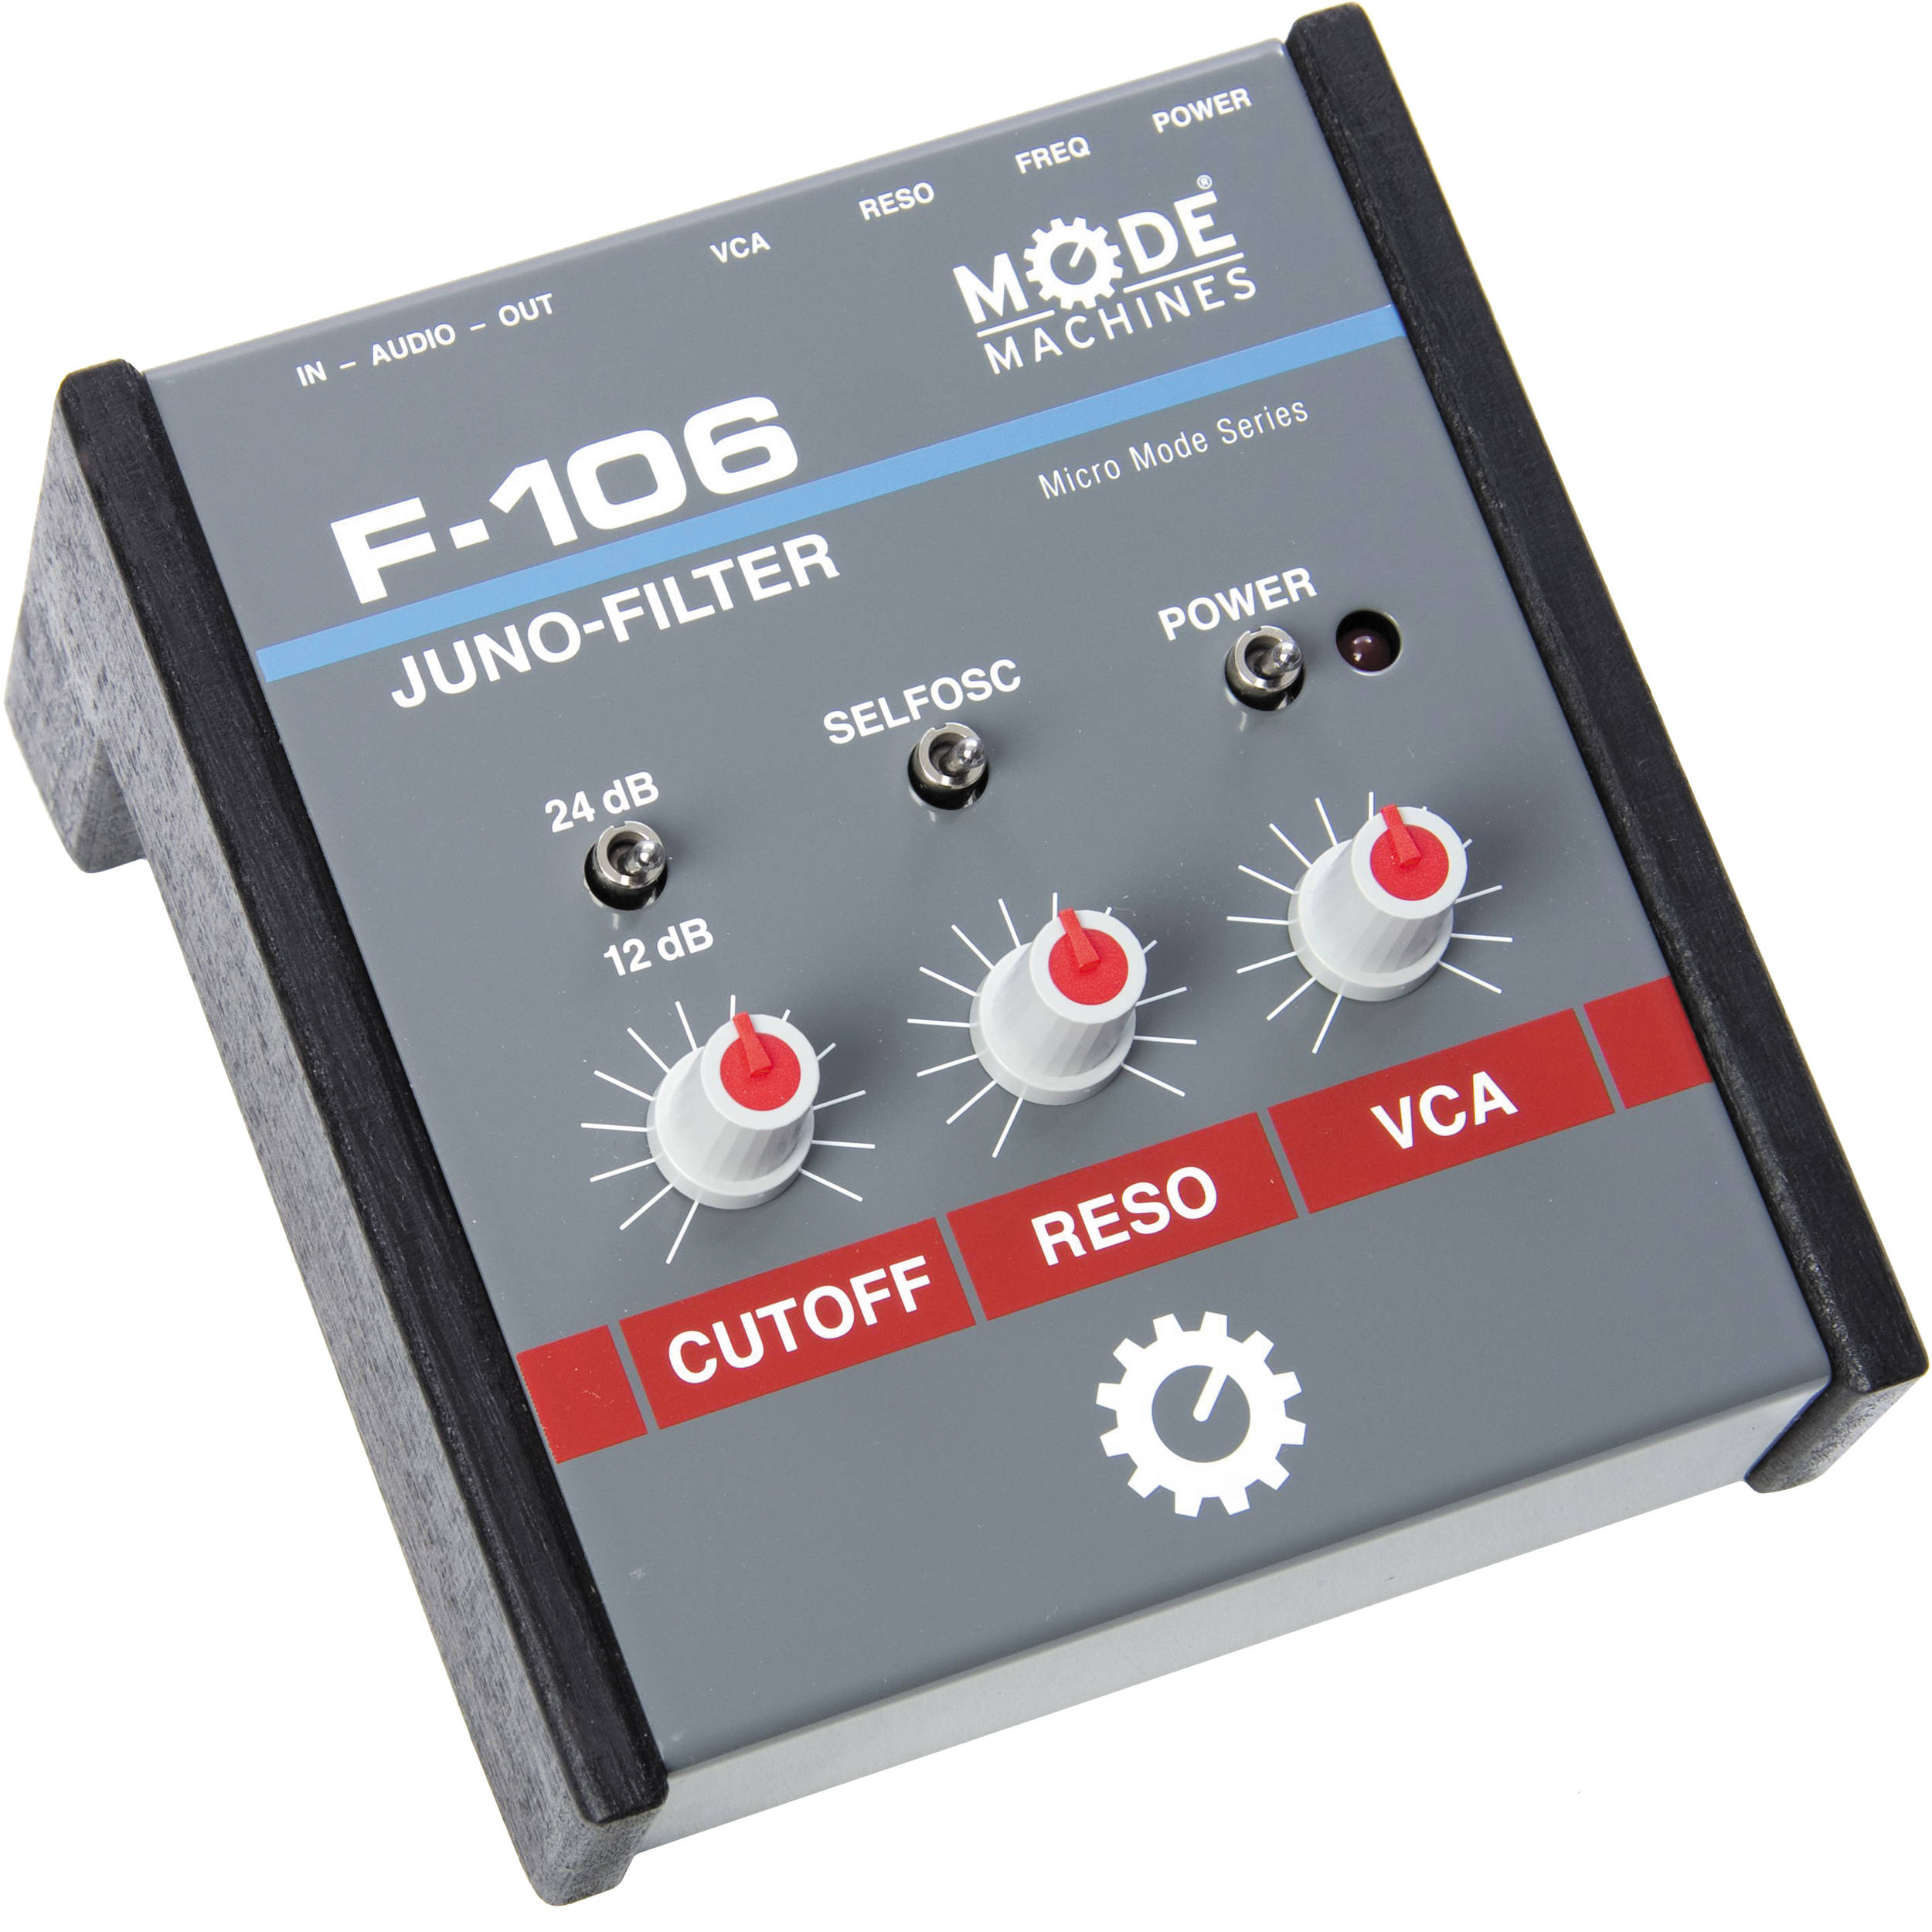 IN – AUDIO – OUT
VCA
RESO
FREQ
POWER
MODE®
MACHINES
F-106
Micro Mode Series
JUNO-FILTER
POWER
SELFOSC
24 dB
12 dB
CUTOFF
RESO
VCA